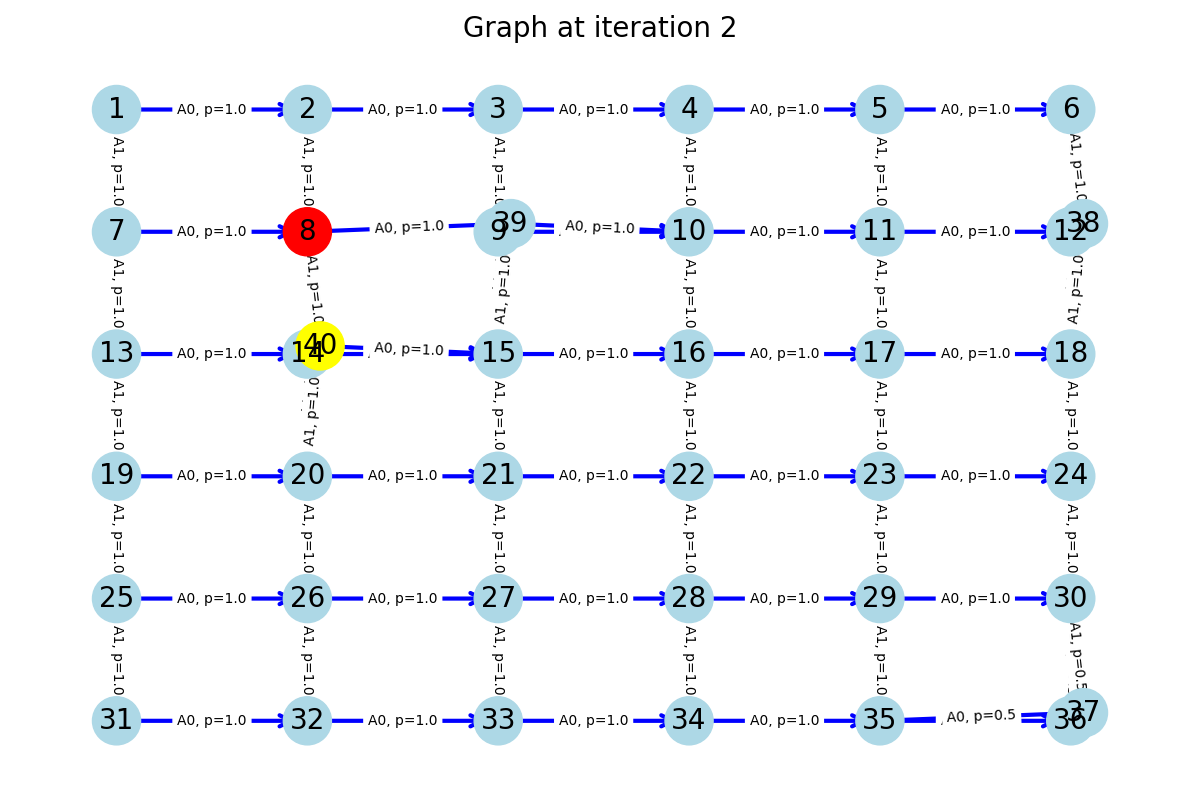 Graph at iteration 2
1 A0, p=1.0 2 A0, p=1.0 3 A0, p=1.0 4 A0, p=1.0 5 A0, p=1.0 6
A1, p=1.0 A1, p=1.0 A1, p=1.0 A1, p=1.0 A1, p=1.0 A1, p=1.0
7 A0, p=1.0 8 A0, p=1.0 9 39 A0, p=1.0 10 A0, p=1.0 11 A0, p=1.0 12 38
A1, p=1.0 A1, p=1.0 A1, p=1.0 A1, p=1.0 A1, p=1.0 A1, p=1.0
13 A0, p=1.0 14 40 A0, p=1.0 15 A0, p=1.0 16 A0, p=1.0 17 A0, p=1.0 18
A1, p=1.0 A1, p=1.0 A1, p=1.0 A1, p=1.0 A1, p=1.0 A1, p=1.0
19 A0, p=1.0 20 A0, p=1.0 21 A0, p=1.0 22 A0, p=1.0 23 A0, p=1.0 24
A1, p=1.0 A1, p=1.0 A1, p=1.0 A1, p=1.0 A1, p=1.0 A1, p=1.0
25 A0, p=1.0 26 A0, p=1.0 27 A0, p=1.0 28 A0, p=1.0 29 A0, p=1.0 30
A1, p=1.0 A1, p=1.0 A1, p=1.0 A1, p=1.0 A1, p=1.0 A1, p=0.5
31 A0, p=1.0 32 A0, p=1.0 33 A0, p=1.0 34 A0, p=1.0 35 A0, p=0.5 36 37